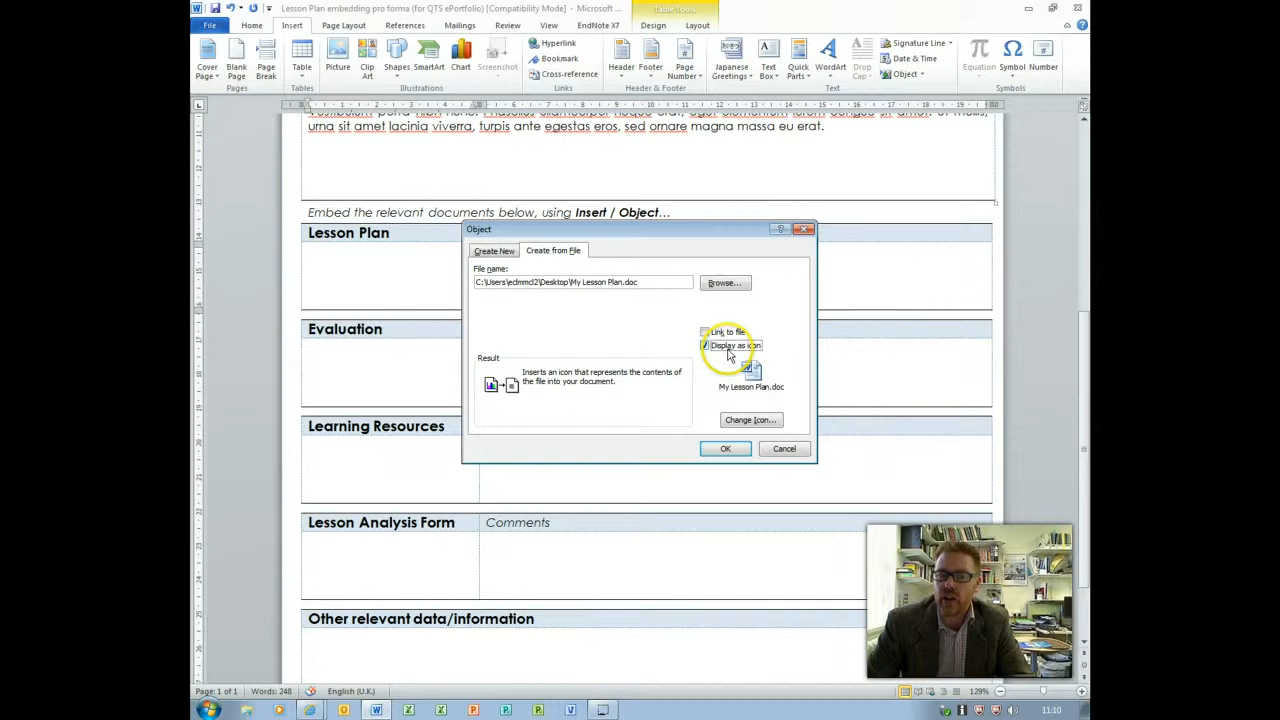 Lesson Plan embedding pro forma (for QTS ePortfolio) [Compatibility Mode] - Microsoft ...
Table Tools
File Home Insert Page Layout References Mailings Review View EndNote X7 Design Layout
Cover Page Blank Page Page Break
Table
Picture Clip Art Shapes SmartArt Chart Screenshot
Hyperlink
Bookmark
Cross-reference
Header Footer Page Number
Japanese Greetings Text Box Quick Parts WordArt Drop Cap
Signature Line
Date & Time
Object
Equation Symbol Number
Pages Tables Illustrations Links Header & Footer Text Symbols
urna sit amet lacinia viverra, turpis ante egestas eros, sed ornare magna massa eu erat.
Embed the relevant documents below, using Insert / Object…
Lesson Plan
Evaluation
Learning Resources
Lesson Analysis Form Comments
Other relevant data/information
Object
Create New Create from File
File name:
C:\Users\edmmcl2\Desktop\My Lesson Plan.doc
Browse...
Link to file
Display as icon
Result
Inserts an icon that represents the contents of
the file into your document.
My Lesson Plan.doc
Change Icon...
OK Cancel
Page: 1 of 1 Words: 248 English (U.K.) 129%
11:10